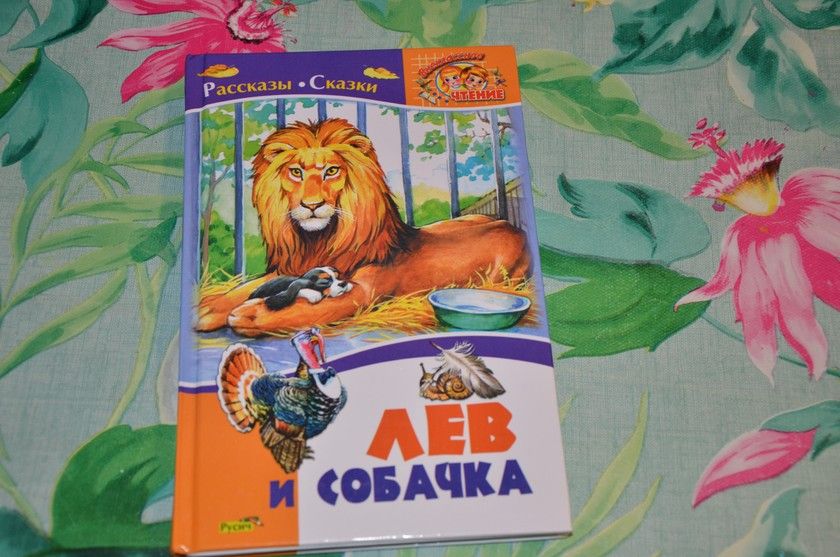 Рассказы • Сказки
ЧТЕНИЕ
ЛЕВ
И СОБАЧКА
Русич